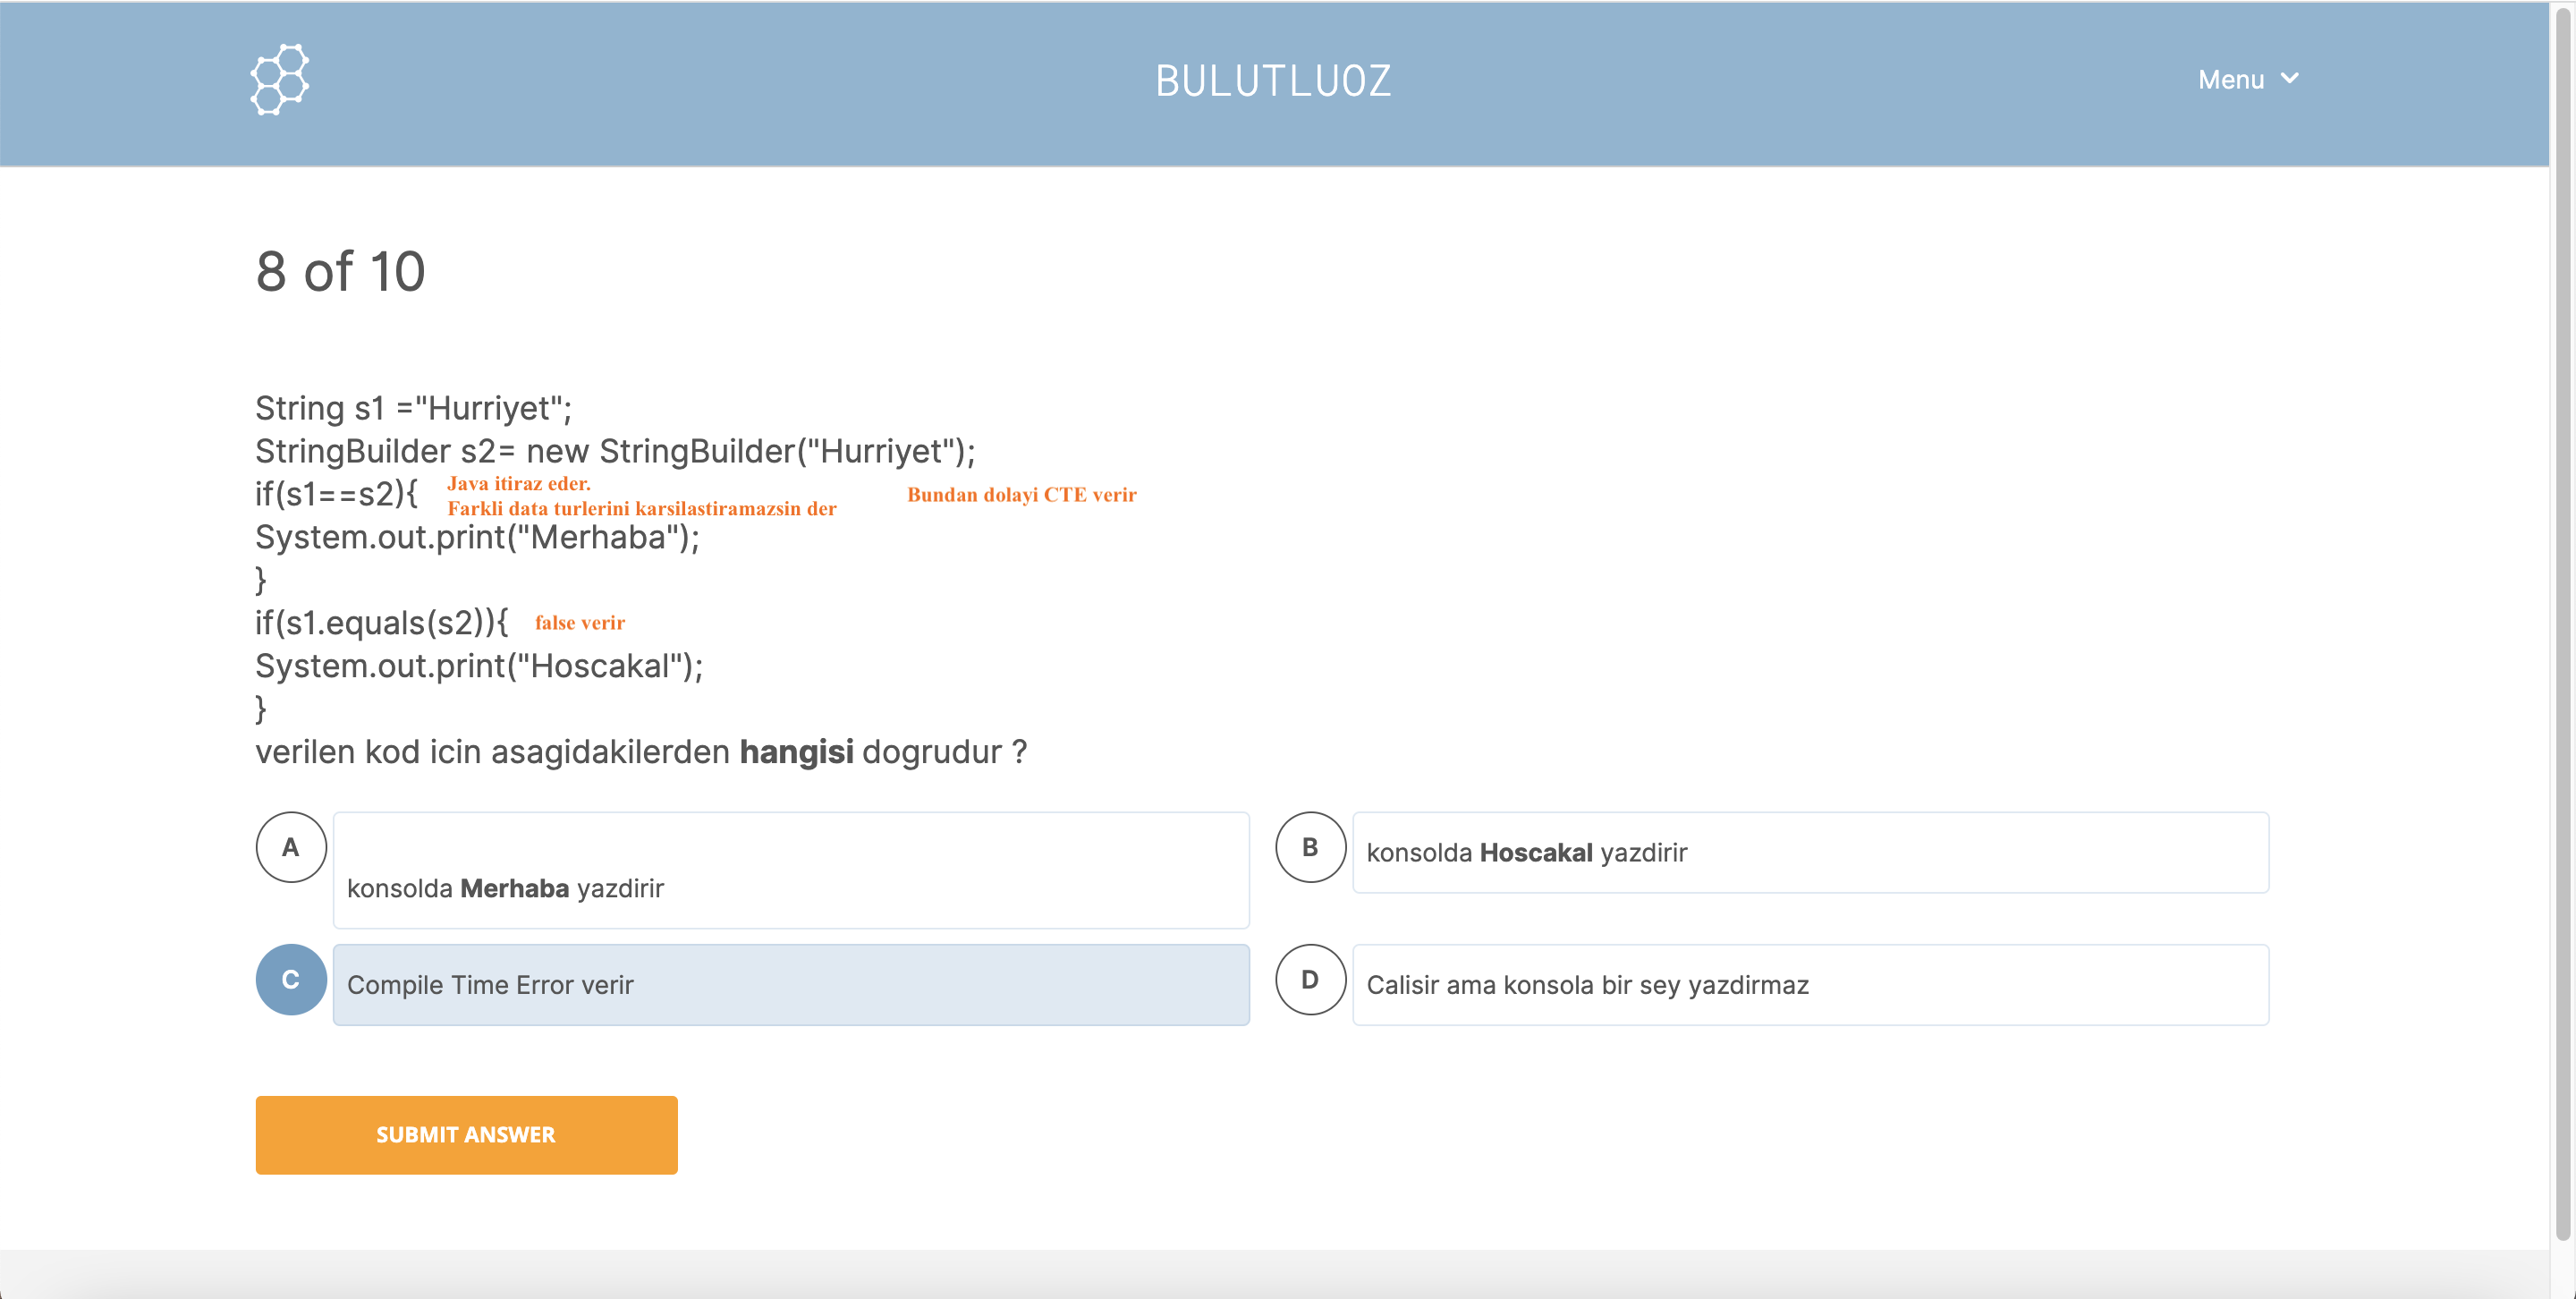 BULUTLUOZ
Menu
8 of 10
String s1 ="Hurriyet";
StringBuilder s2= new StringBuilder("Hurriyet");
if(s1==s2){
Java itiraz eder.
Farkli data turlerini karsilastiramazsin der
Bundan dolayi CTE verir
System.out.print("Merhaba");
}
if(s1.equals(s2)){ false verir
System.out.print("Hoscakal");
}
verilen kod icin asagidakilerden hangisi dogrudur ?
A
konsolda Merhaba yazdirir
B
konsolda Hoscakal yazdirir
C
Compile Time Error verir
D
Calisir ama konsola bir sey yazdirmaz
SUBMIT ANSWER